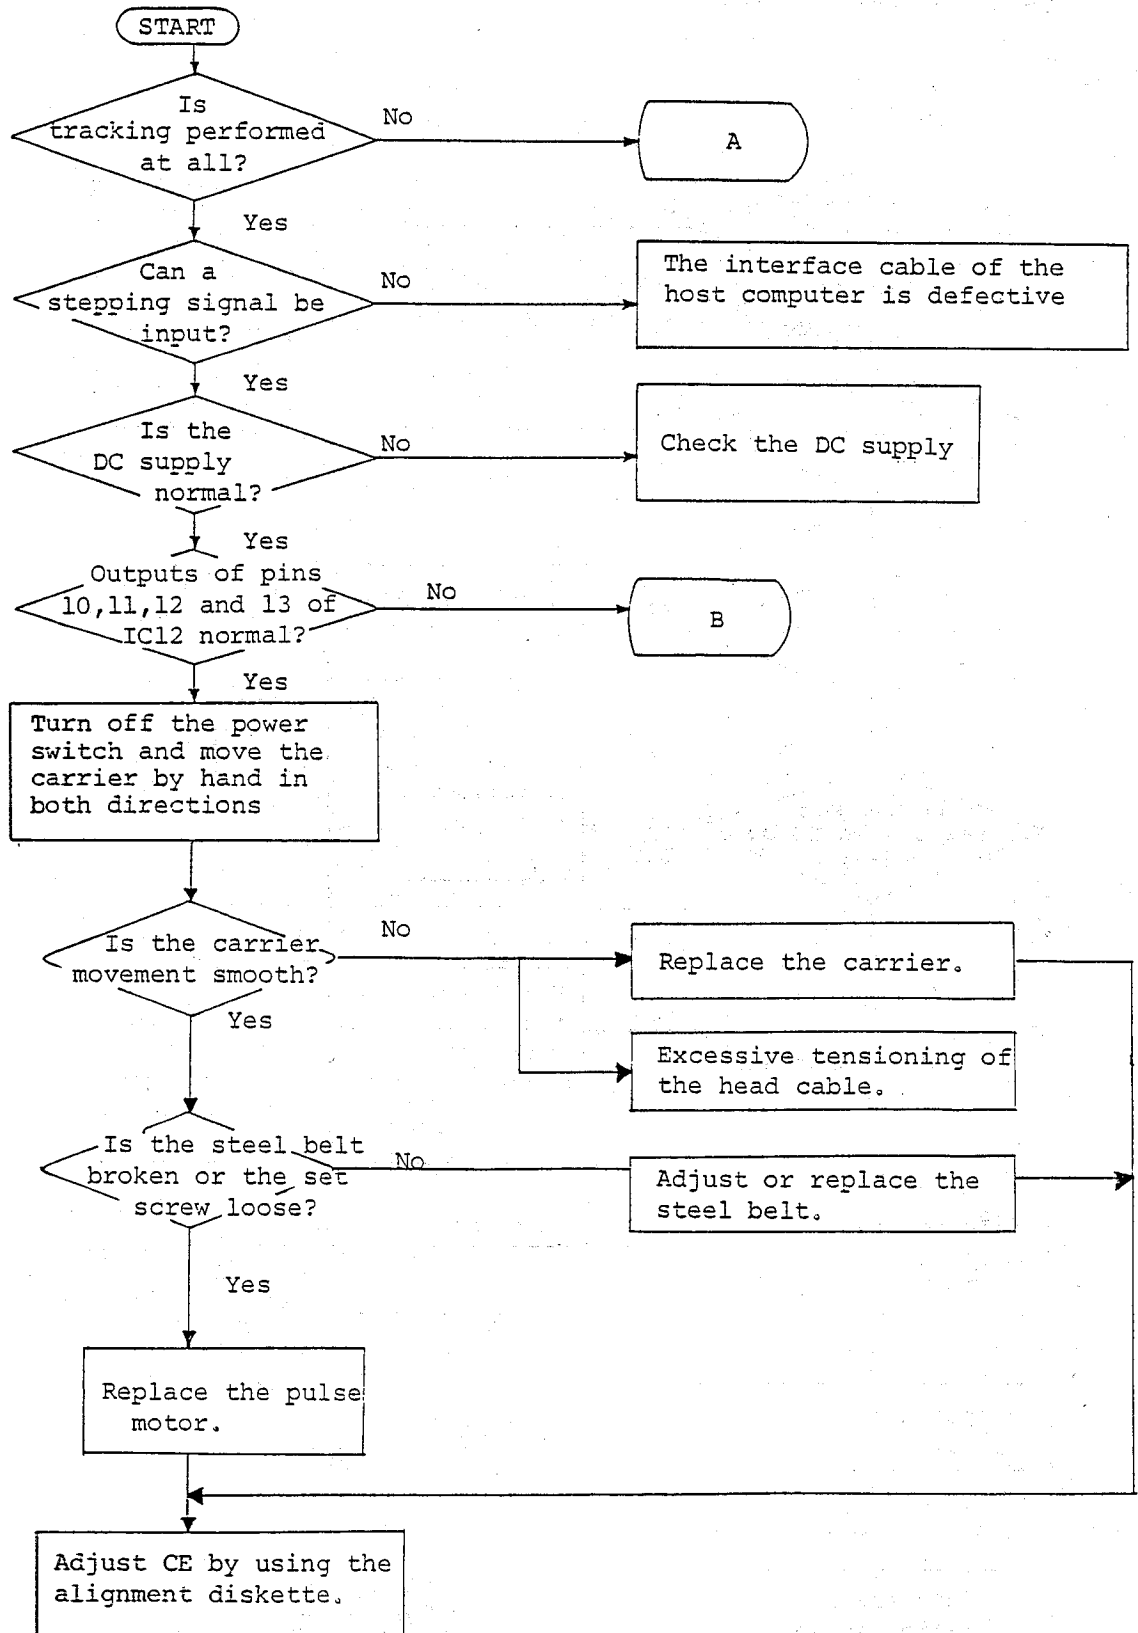 START
Is
tracking performed
at all?
No
A
Yes
Can a
stepping signal be
input?
No
The interface cable of the
host computer is defective
Yes
Is the
DC supply
normal?
No
Check the DC supply
Yes
Outputs of pins
10,11,12 and 13 of
IC12 normal?
No
B
Yes
Turn off the power
switch and move the
carrier by hand in
both directions
Is the carrier
movement smooth?
No
Replace the carrier.
Yes
Excessive tensioning of
the head cable.
Is the steel belt
broken or the set
screw loose?
No
Adjust or replace the
steel belt.
Yes
Replace the pulse
motor.
Adjust CE by using the
alignment diskette.